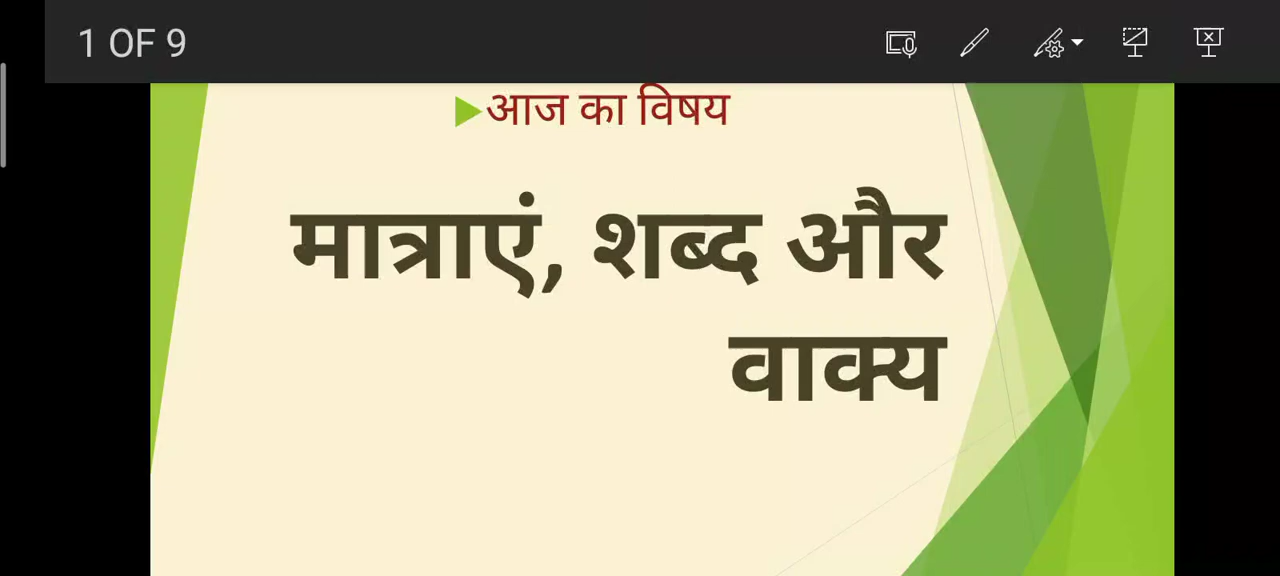 1 OF 9
आज का विषय
मात्राएं, शब्द और
वाक्य